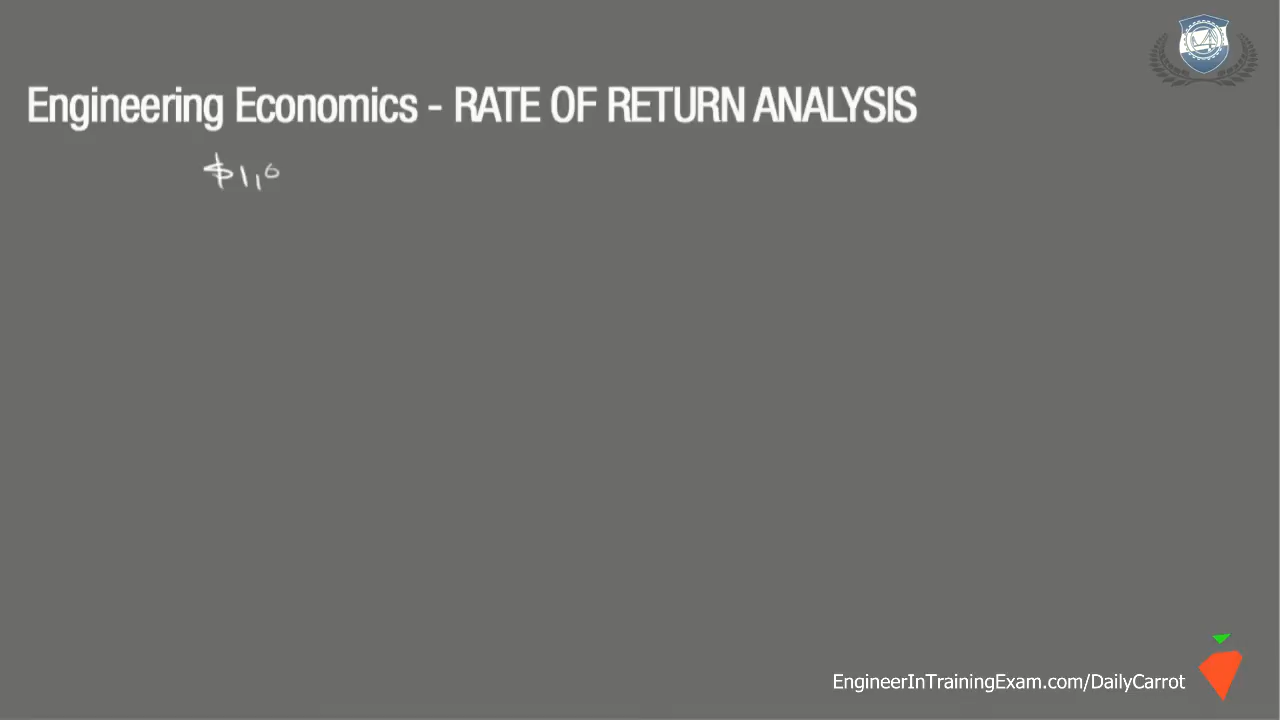 Engineering Economics - RATE OF RETURN ANALYSIS
$1,0
EngineerInTrainingExam.com/DailyCarrot